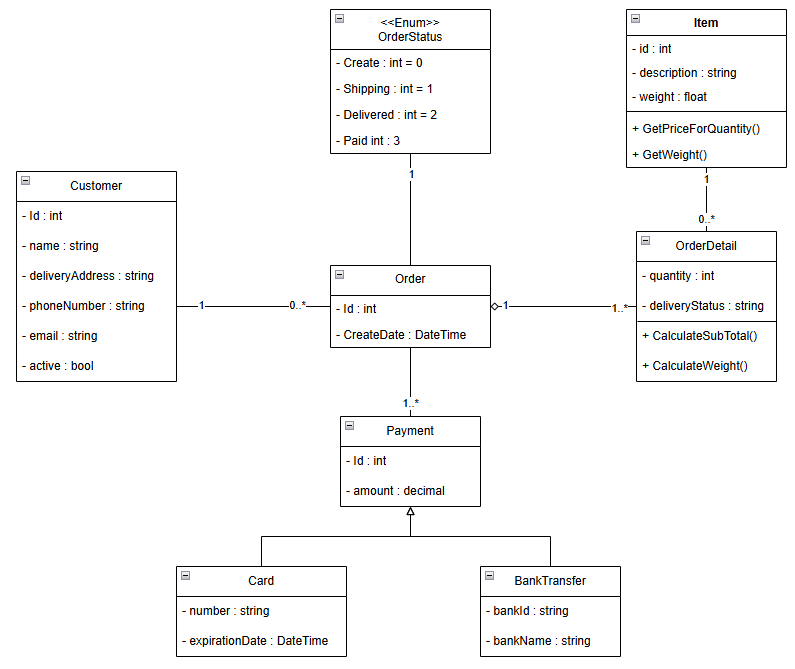 <<Enum>>
OrderStatus
- Create : int = 0
- Shipping : int = 1
- Delivered : int = 2
- Paid int : 3
1
Item
- id : int
- description : string
- weight : float
+ GetPriceForQuantity()
+ GetWeight()
1
0..*
Customer
- Id : int
- name : string
- deliveryAddress : string
- phoneNumber : string
- email : string
- active : bool
1
0..*
Order
- Id : int
- CreateDate : DateTime
1
1..*
OrderDetail
- quantity : int
- deliveryStatus : string
+ CalculateSubTotal()
+ CalculateWeight()
1..*
Payment
- Id : int
- amount : decimal
Card
- number : string
- expirationDate : DateTime
BankTransfer
- bankId : string
- bankName : string